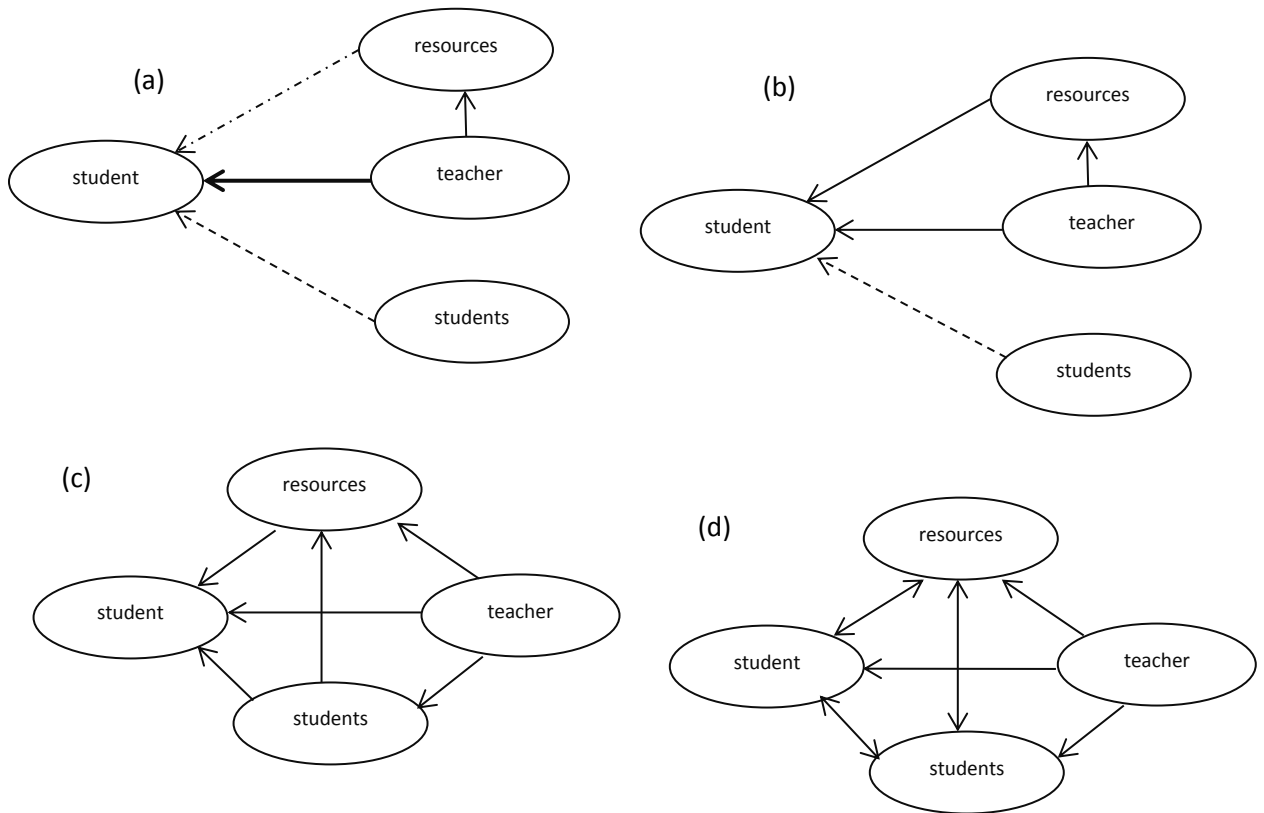 (a)
resources
student
teacher
students
(b)
resources
student
teacher
students
(c)
resources
student
teacher
students
(d)
resources
student
teacher
students